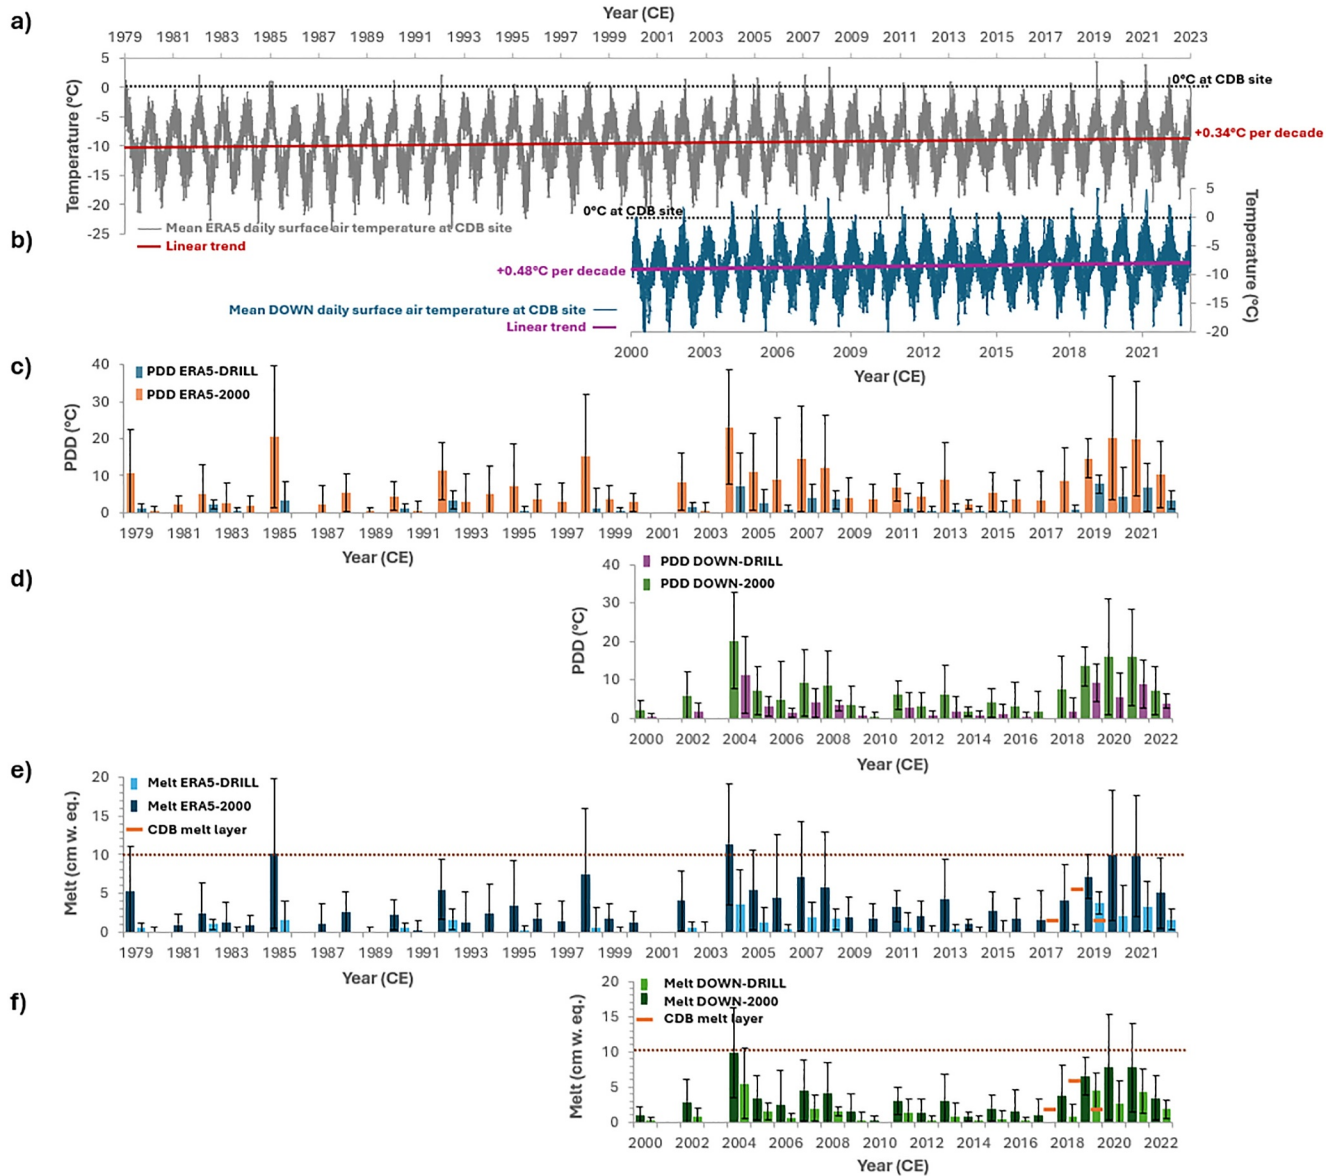 a)
Year (CE)
1979 1981 1983 1985 1987 1989 1991 1993 1995 1997 1999 2001 2003 2005 2007 2009 2011 2013 2015 2017 2019 2021 2023
5
0
-5
-10
-15
-20
-25
Temperature (°C)
0°C at CDB site
+0.34°C per decade
Mean ERA5 daily surface air temperature at CDB site
Linear trend
b)
0°C at CDB site
+0.48°C per decade
Mean DOWN daily surface air temperature at CDB site
Linear trend
5
0
-5
-10
-15
-20
Temperature (°C)
2000 2003 2006 2009 2012 2015 2018 2021
Year (CE)
c)
40
30
20
10
0
PDD (°C)
PDD ERA5-DRILL
PDD ERA5-2000
1979 1981 1983 1985 1987 1989 1991 1993 1995 1997 1999 2001 2003 2005 2007 2009 2011 2013 2015 2017 2019 2021
Year (CE)
d)
40
30
20
10
0
PDD (°C)
PDD DOWN-DRILL
PDD DOWN-2000
2000 2002 2004 2006 2008 2010 2012 2014 2016 2018 2020 2022
Year (CE)
e)
20
15
10
5
0
Melt (cm w. eq.)
Melt ERA5-DRILL
Melt ERA5-2000
CDB melt layer
1979 1981 1983 1985 1987 1989 1991 1993 1995 1997 1999 2001 2003 2005 2007 2009 2011 2013 2015 2017 2019 2021
Year (CE)
f)
20
15
10
5
0
Melt (cm w. eq.)
Melt DOWN-DRILL
Melt DOWN-2000
CDB melt layer
2000 2002 2004 2006 2008 2010 2012 2014 2016 2018 2020 2022
Year (CE)